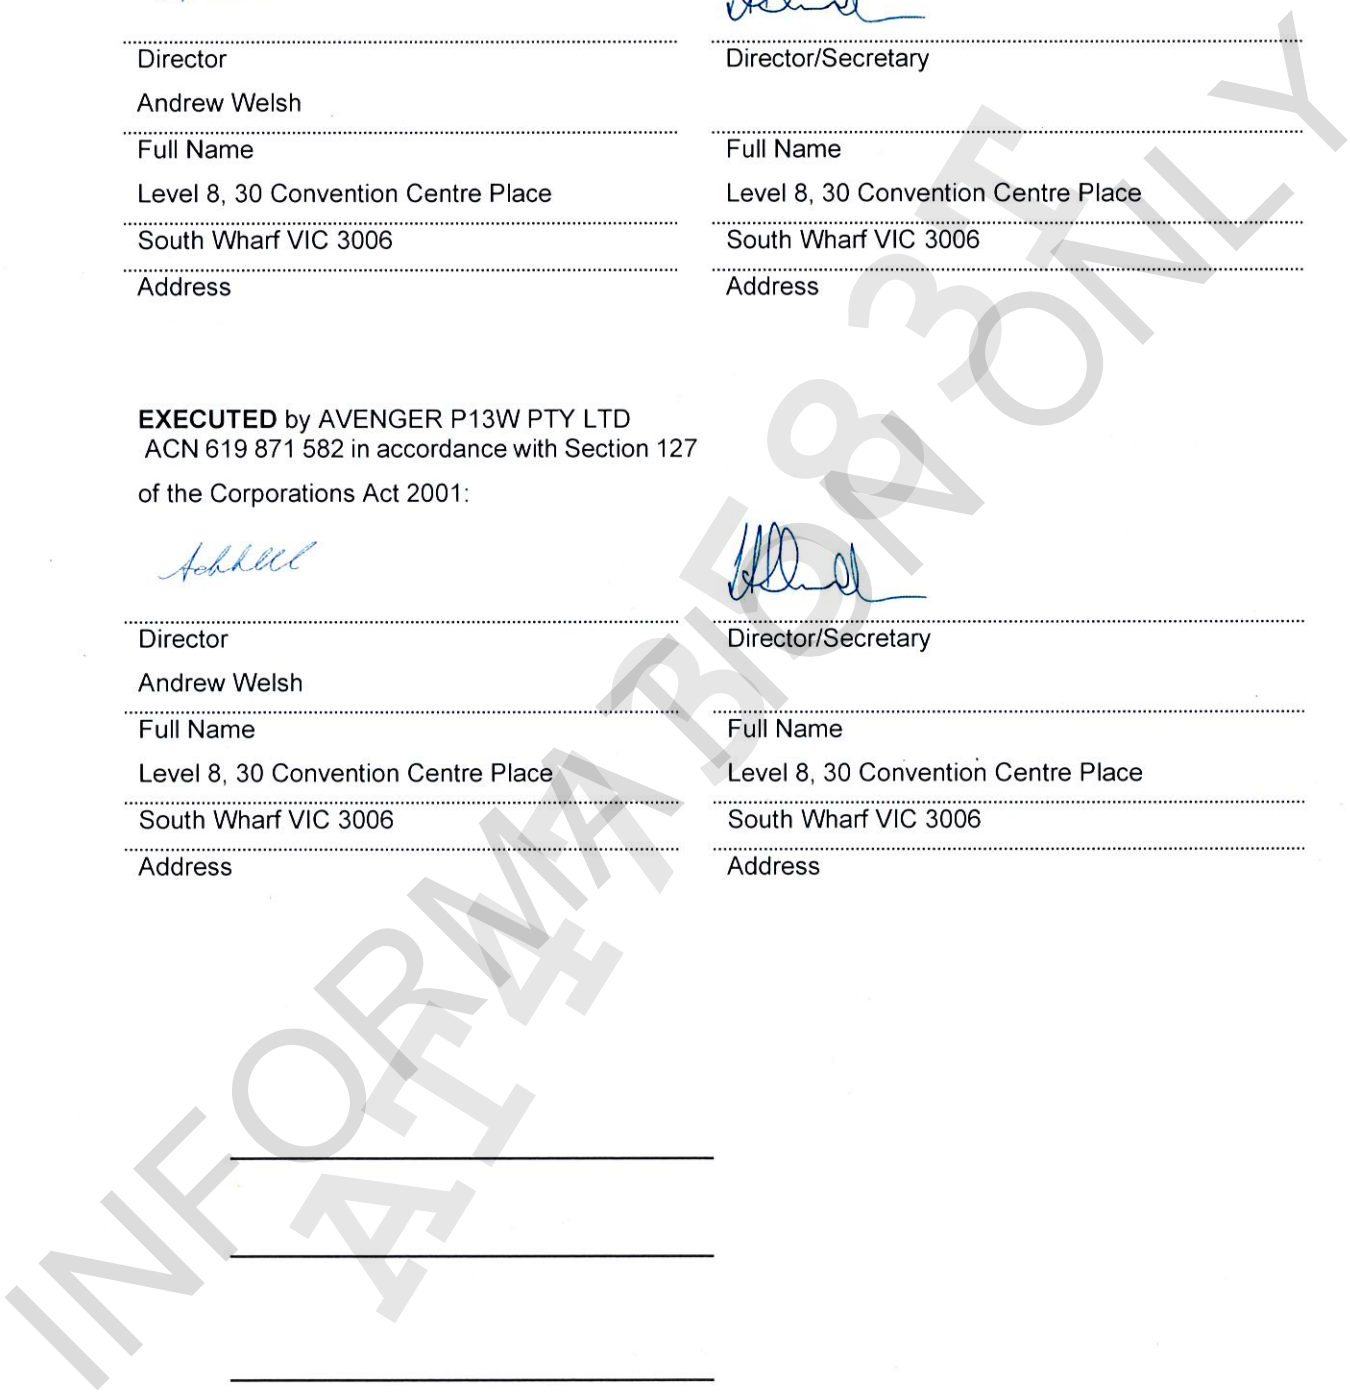 Director
Director/Secretary
Andrew Welsh
Full Name
Full Name
Level 8, 30 Convention Centre Place
Level 8, 30 Convention Centre Place
South Wharf VIC 3006
South Wharf VIC 3006
Address
Address
EXECUTED by AVENGER P13W PTY LTD
ACN 619 871 582 in accordance with Section 127
of the Corporations Act 2001:
Director
Director/Secretary
Andrew Welsh
Full Name
Full Name
Level 8, 30 Convention Centre Place
Level 8, 30 Convention Centre Place
South Wharf VIC 3006
South Wharf VIC 3006
Address
Address